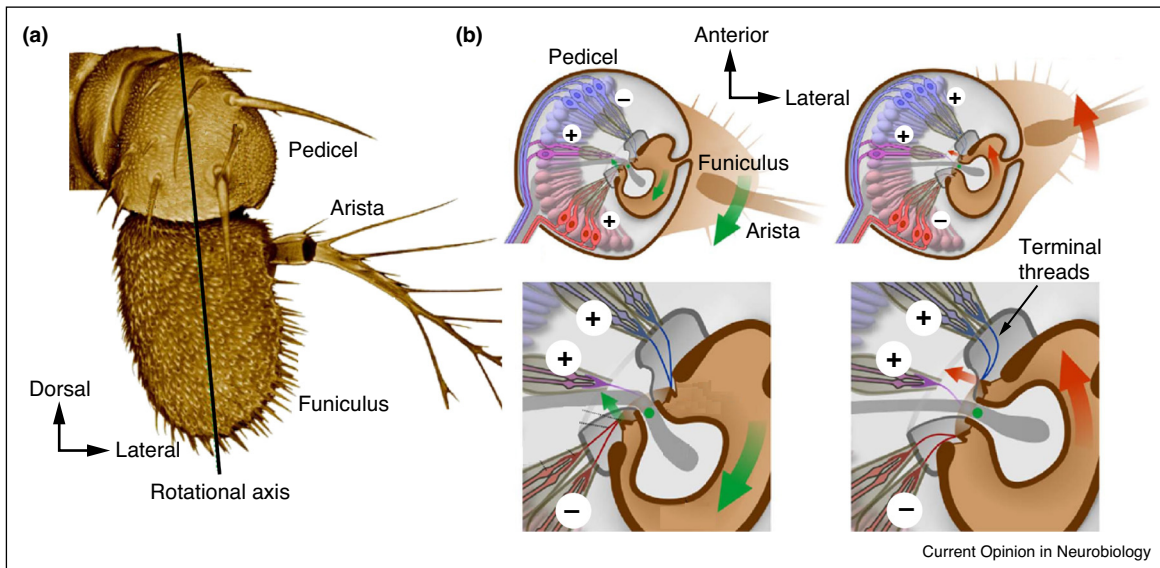 (a)
Pedicel
Arista
Dorsal
Lateral
Funiculus
Rotational axis
(b)
Anterior
Lateral
Pedicel
−
+
Funiculus
+
Arista
+
+
−
Terminal
threads
+
+
−
+
+
−
Current Opinion in Neurobiology